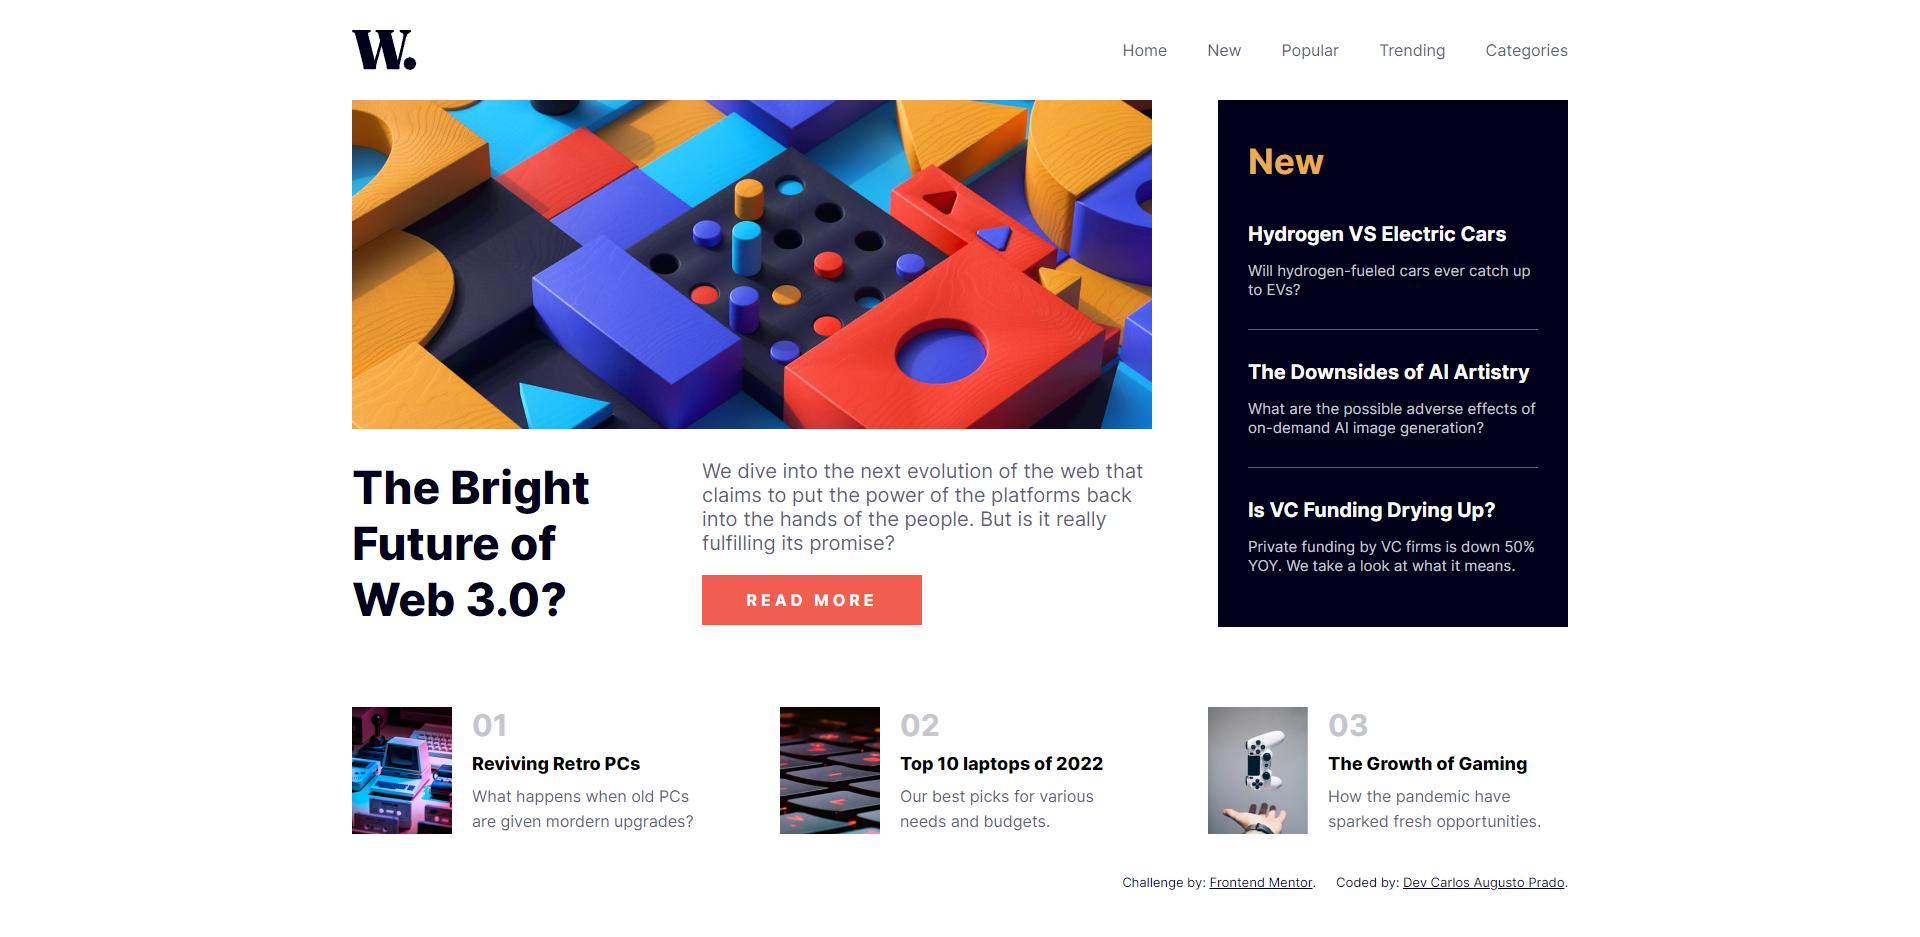 W.
Home New Popular Trending Categories
The Bright
Future of
Web 3.0?
We dive into the next evolution of the web that
claims to put the power of the platforms back
into the hands of the people. But is it really
fulfilling its promise?
READ MORE
New
Hydrogen VS Electric Cars
Will hydrogen-fueled cars ever catch up
to EVs?
The Downsides of AI Artistry
What are the possible adverse effects of
on-demand AI image generation?
Is VC Funding Drying Up?
Private funding by VC firms is down 50%
YOY. We take a look at what it means.
01
Reviving Retro PCs
What happens when old PCs
are given mordern upgrades?
02
Top 10 laptops of 2022
Our best picks for various
needs and budgets.
03
The Growth of Gaming
How the pandemic have
sparked fresh opportunities.
Challenge by: Frontend Mentor. Coded by: Dev Carlos Augusto Prado.